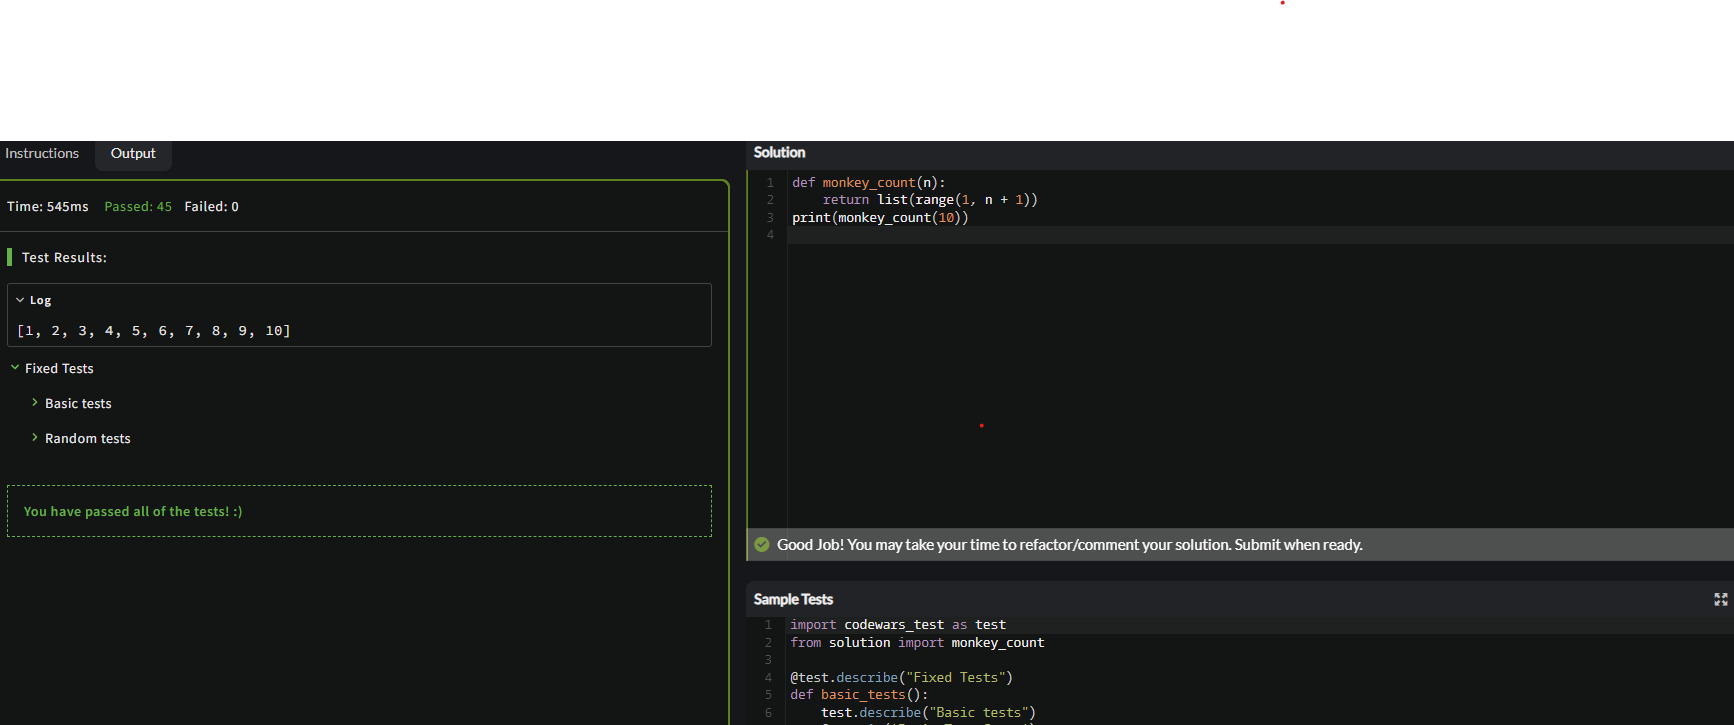 Instructions
Output
Time: 545ms Passed: 45 Failed: 0
Test Results:
Log
[1, 2, 3, 4, 5, 6, 7, 8, 9, 10]
Fixed Tests
Basic tests
Random tests
You have passed all of the tests! :)
Solution
1 def monkey_count(n):
2     return list(range(1, n + 1))
3 print(monkey_count(10))
4
Good Job! You may take your time to refactor/comment your solution. Submit when ready.
Sample Tests
1 import codewars_test as test
2 from solution import monkey_count
3
4 @test.describe("Fixed Tests")
5 def basic_tests():
6     test.describe("Basic tests")